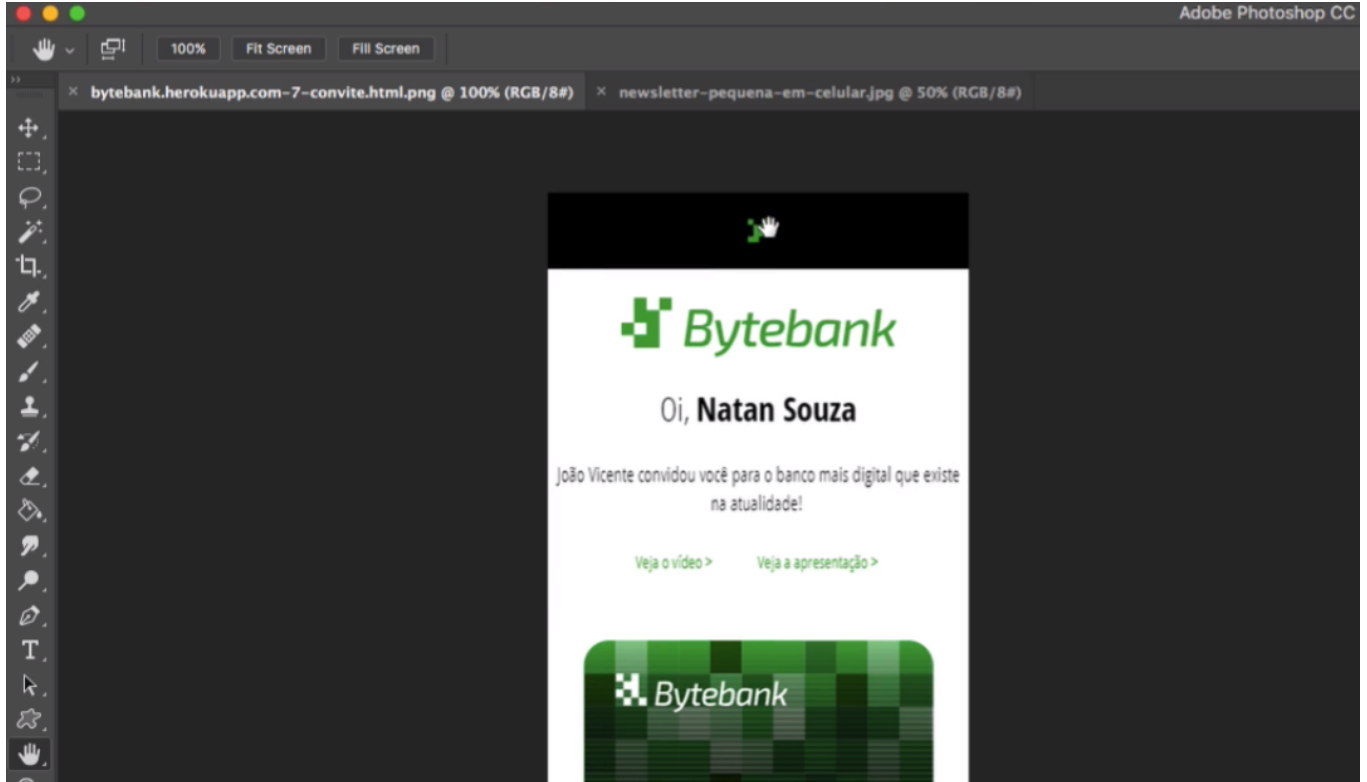 Adobe Photoshop CC
100% Fit Screen Fill Screen
bytebank.herokuapp.com-7-convite.html.png @ 100% (RGB/8#) newsletter-pequena-em-celular.jpg @ 50% (RGB/8#)
Bytebank
Oi, Natan Souza
João Vicente convidou você para o banco mais digital que existe
na atualidade!
Veja o vídeo > Veja a apresentação >
Bytebank